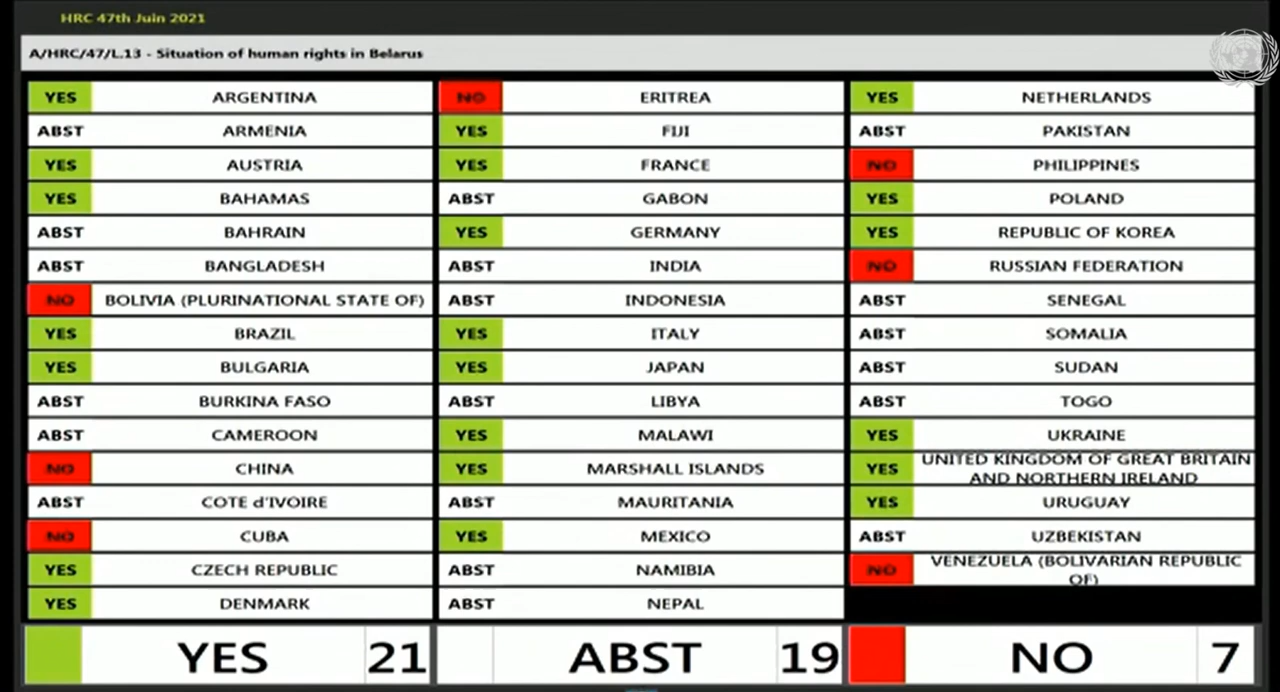 HRC 47th Juin 2021
A/HRC/47/L.13 - Situation of human rights in Belarus
YES ARGENTINA
ABST ARMENIA
YES AUSTRIA
YES BAHAMAS
ABST BAHRAIN
ABST BANGLADESH
NO BOLIVIA (PLURINATIONAL STATE OF)
YES BRAZIL
YES BULGARIA
ABST BURKINA FASO
ABST CAMEROON
NO CHINA
ABST COTE d'IVOIRE
NO CUBA
YES CZECH REPUBLIC
YES DENMARK
NO ERITREA
YES FIJI
YES FRANCE
ABST GABON
YES GERMANY
ABST INDIA
ABST INDONESIA
YES ITALY
YES JAPAN
ABST LIBYA
YES MALAWI
YES MARSHALL ISLANDS
ABST MAURITANIA
YES MEXICO
ABST NAMIBIA
ABST NEPAL
YES NETHERLANDS
ABST PAKISTAN
NO PHILIPPINES
YES POLAND
YES REPUBLIC OF KOREA
NO RUSSIAN FEDERATION
ABST SENEGAL
ABST SOMALIA
ABST SUDAN
ABST TOGO
YES UKRAINE
YES UNITED KINGDOM OF GREAT BRITAIN
AND NORTHERN IRELAND
YES URUGUAY
ABST UZBEKISTAN
NO VENEZUELA (BOLIVARIAN REPUBLIC
OF)
YES 21
ABST 19
NO 7